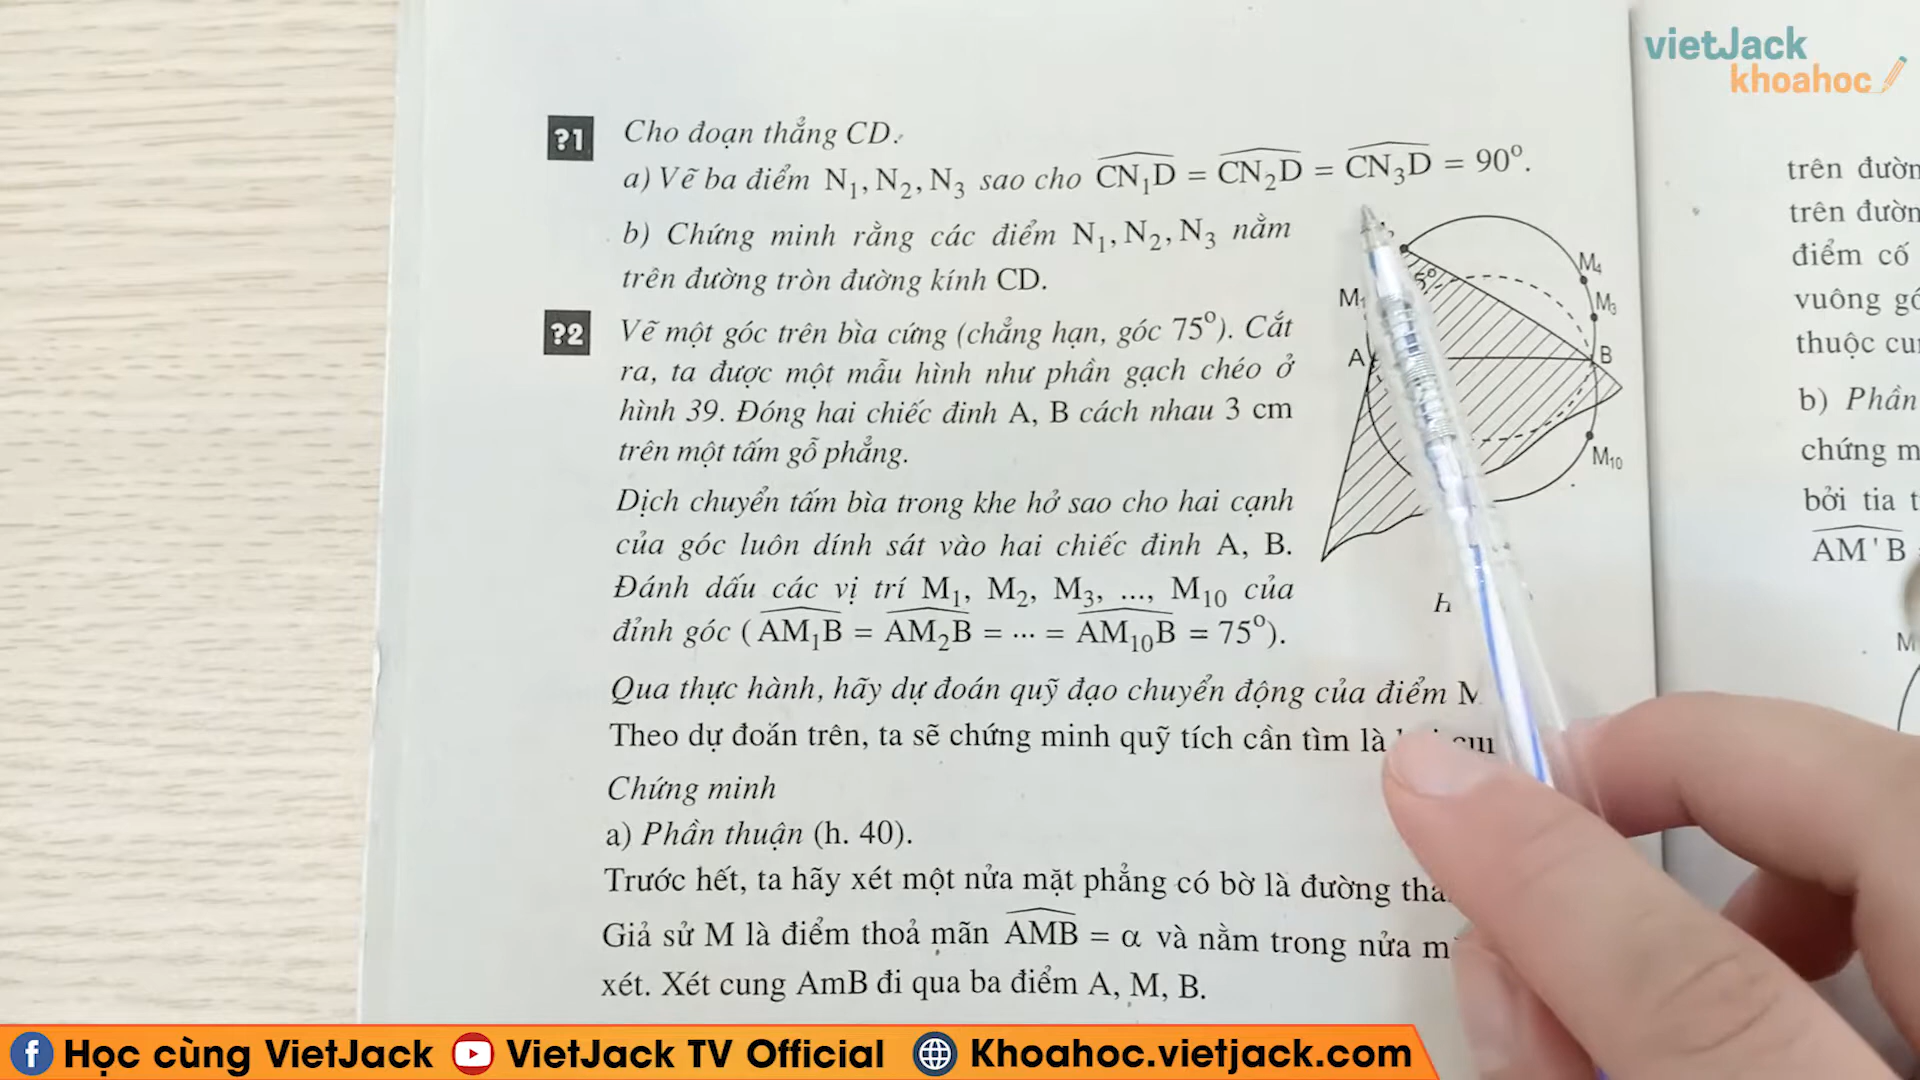 vietJack
khoahoc
?1 Cho đoạn thẳng CD.
a) Vẽ ba điểm N₁, N₂, N₃ sao cho CN₁D = CN₂D = CN₃D = 90°.
b) Chứng minh rằng các điểm N₁, N₂, N₃ nằm
trên đường tròn đường kính CD.
?2 Vẽ một góc trên bìa cứng (chẳng hạn, góc 75°). Cắt
ra, ta được một mẫu hình như phần gạch chéo ở
hình 39. Đóng hai chiếc đinh A, B cách nhau 3 cm
trên một tấm gỗ phẳng.
Dịch chuyển tấm bìa trong khe hở sao cho hai cạnh
của góc luôn dính sát vào hai chiếc đinh A, B.
Đánh dấu các vị trí M₁, M₂, M₃, ..., M₁₀ của
đỉnh góc (AM₁B = AM₂B = ··· = AM₁₀B = 75°).
Qua thực hành, hãy dự đoán quỹ đạo chuyển động của điểm M
Theo dự đoán trên, ta sẽ chứng minh quỹ tích cần tìm là
Chứng minh
a) Phần thuận (h. 40).
Trước hết, ta hãy xét một nửa mặt phẳng có bờ là đường
Giả sử M là điểm thoả mãn AMB = α và nằm trong nửa
xét. Xét cung AmB đi qua ba điểm A, M, B.
M₄
M₁
M₃
A
B
M₁₀
H
trên
trên
điểm cố
vuông
thuộc
b) Phần
chứng
bởi tia
AM'B
M
Học cùng VietJack
VietJack TV Official
Khoahoc.vietjack.com